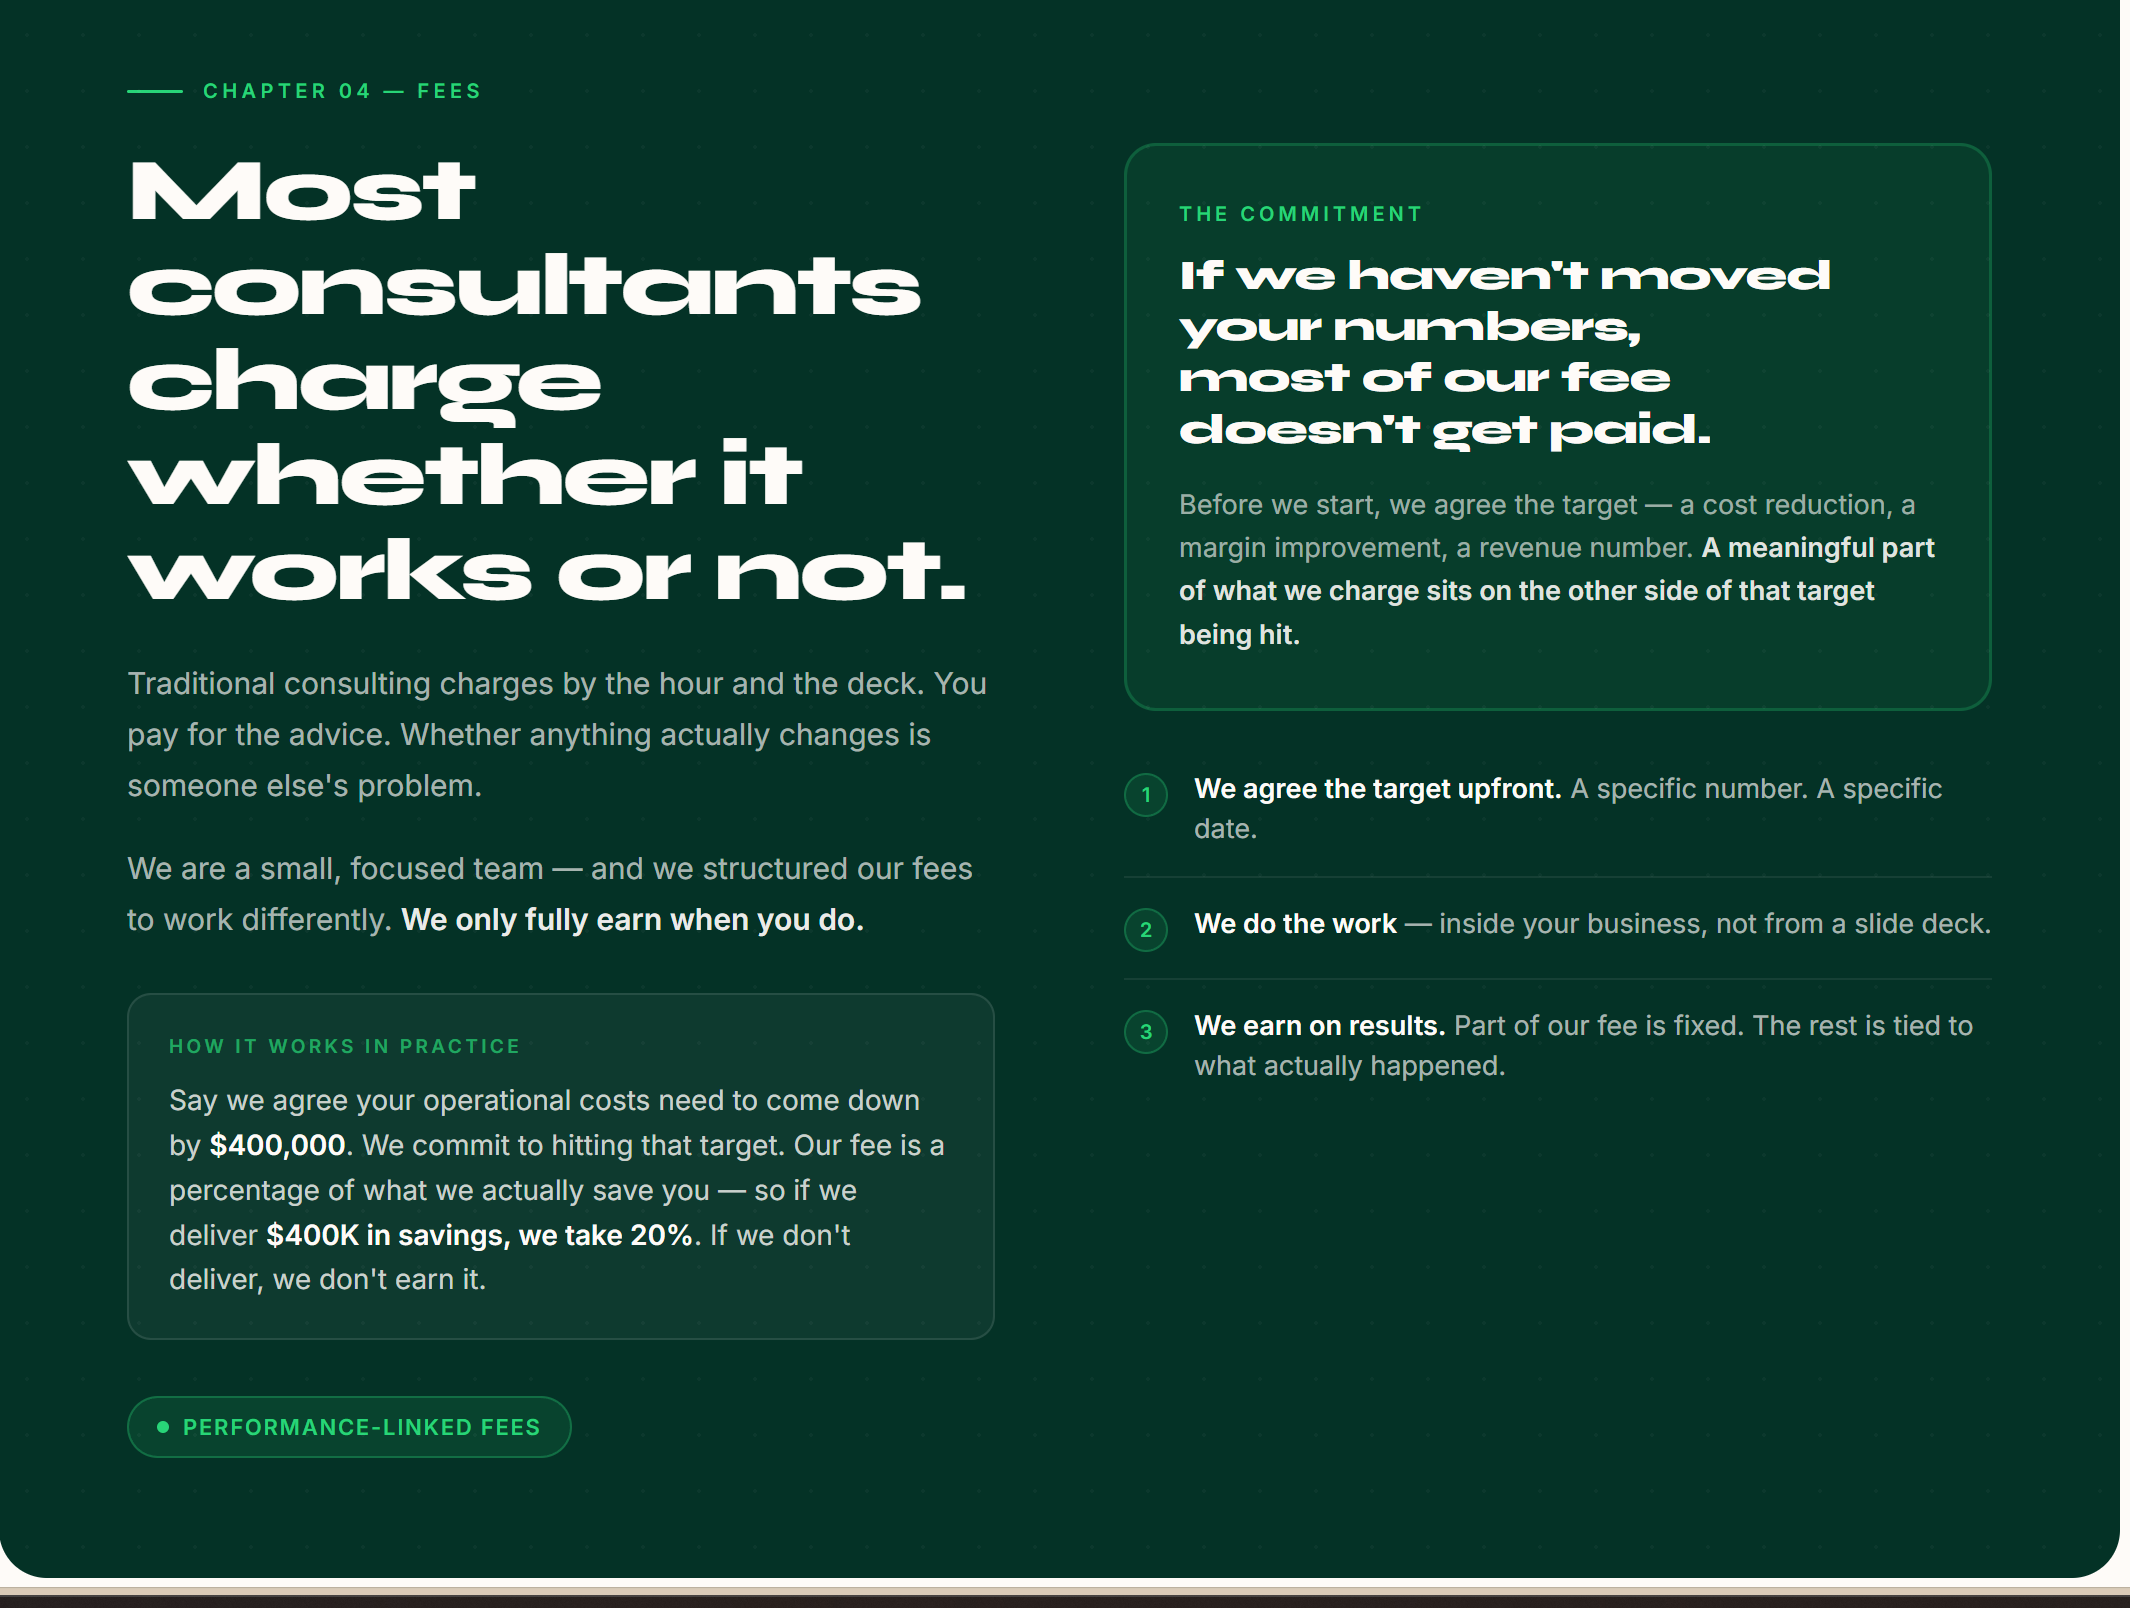 CHAPTER 04 — FEES
Most
consultants
charge
whether it
works or not.
Traditional consulting charges by the hour and the deck. You
pay for the advice. Whether anything actually changes is
someone else's problem.
We are a small, focused team — and we structured our fees
to work differently. We only fully earn when you do.
HOW IT WORKS IN PRACTICE
Say we agree your operational costs need to come down
by $400,000. We commit to hitting that target. Our fee is a
percentage of what we actually save you — so if we
deliver $400K in savings, we take 20%. If we don't
deliver, we don't earn it.
PERFORMANCE-LINKED FEES
THE COMMITMENT
If we haven't moved
your numbers,
most of our fee
doesn't get paid.
Before we start, we agree the target — a cost reduction, a
margin improvement, a revenue number. A meaningful part
of what we charge sits on the other side of that target
being hit.
1 We agree the target upfront. A specific number. A specific
date.
2 We do the work — inside your business, not from a slide deck.
3 We earn on results. Part of our fee is fixed. The rest is tied to
what actually happened.